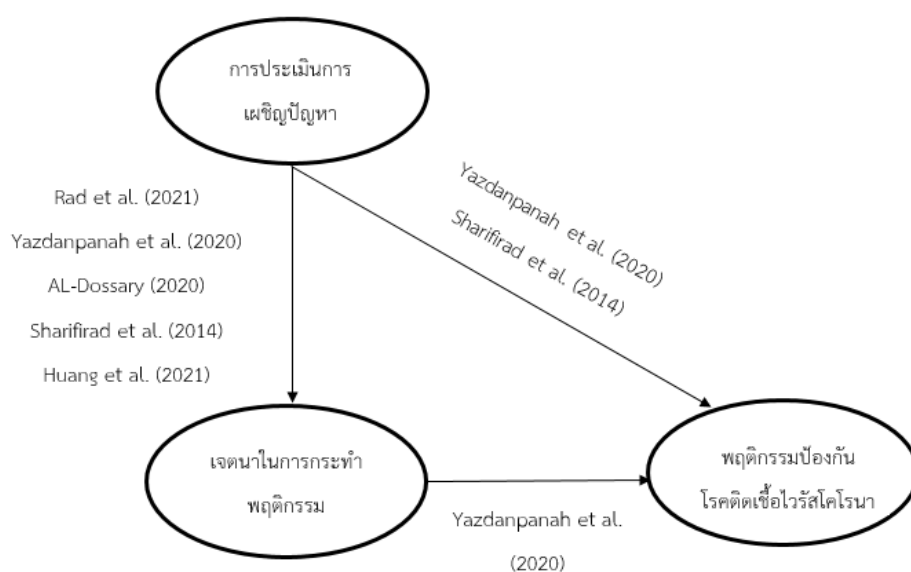 การประเมินการ
เผชิญปัญหา
Rad et al. (2021)
Yazdanpanah et al. (2020)
AL-Dossary (2020)
Sharifirad et al. (2014)
Huang et al. (2021)
Yazdanpanah et al. (2020)
Sharifirad et al. (2014)
เจตนาในการกระทำ
พฤติกรรม
Yazdanpanah et al.
(2020)
พฤติกรรมป้องกัน
โรคติดเชื้อไวรัสโคโรนา